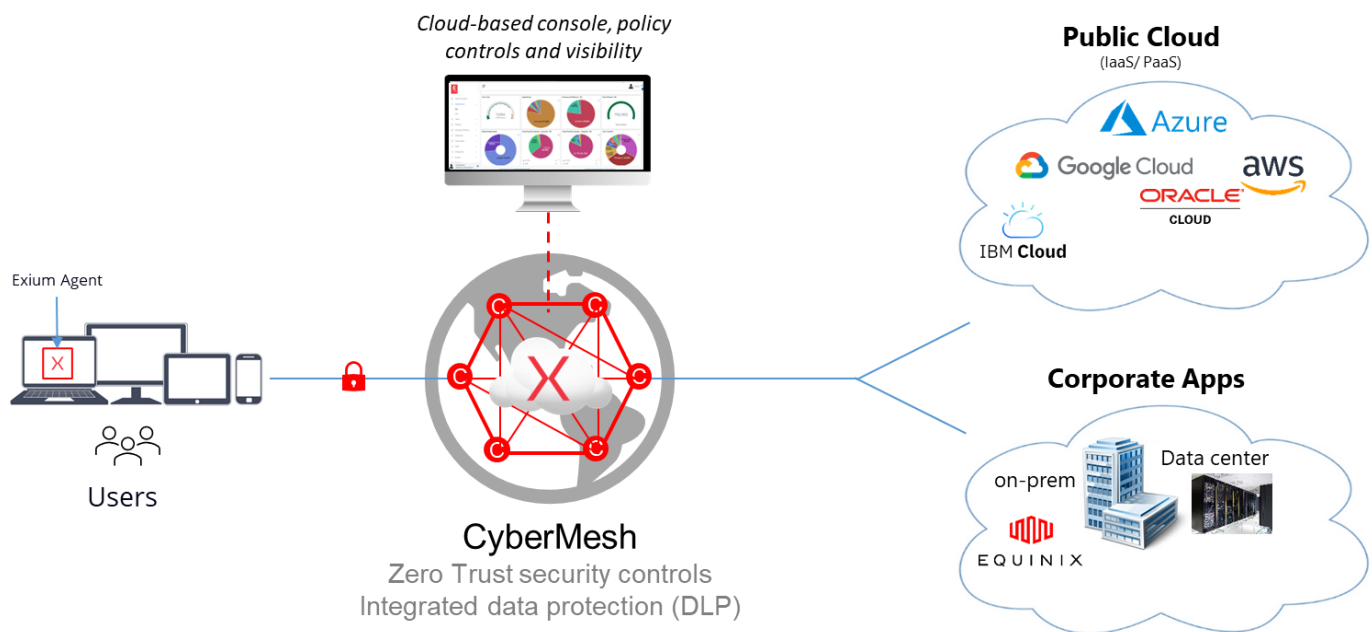 Cloud-based console, policy
controls and visibility
Public Cloud
(IaaS/ PaaS)
Azure
Google Cloud
aws
ORACLE
CLOUD
IBM Cloud
Exium Agent
X
Users
C
C
C
X
C
C
C
CyberMesh
Zero Trust security controls
Integrated data protection (DLP)
Corporate Apps
Data center
on-prem
EQUINIX